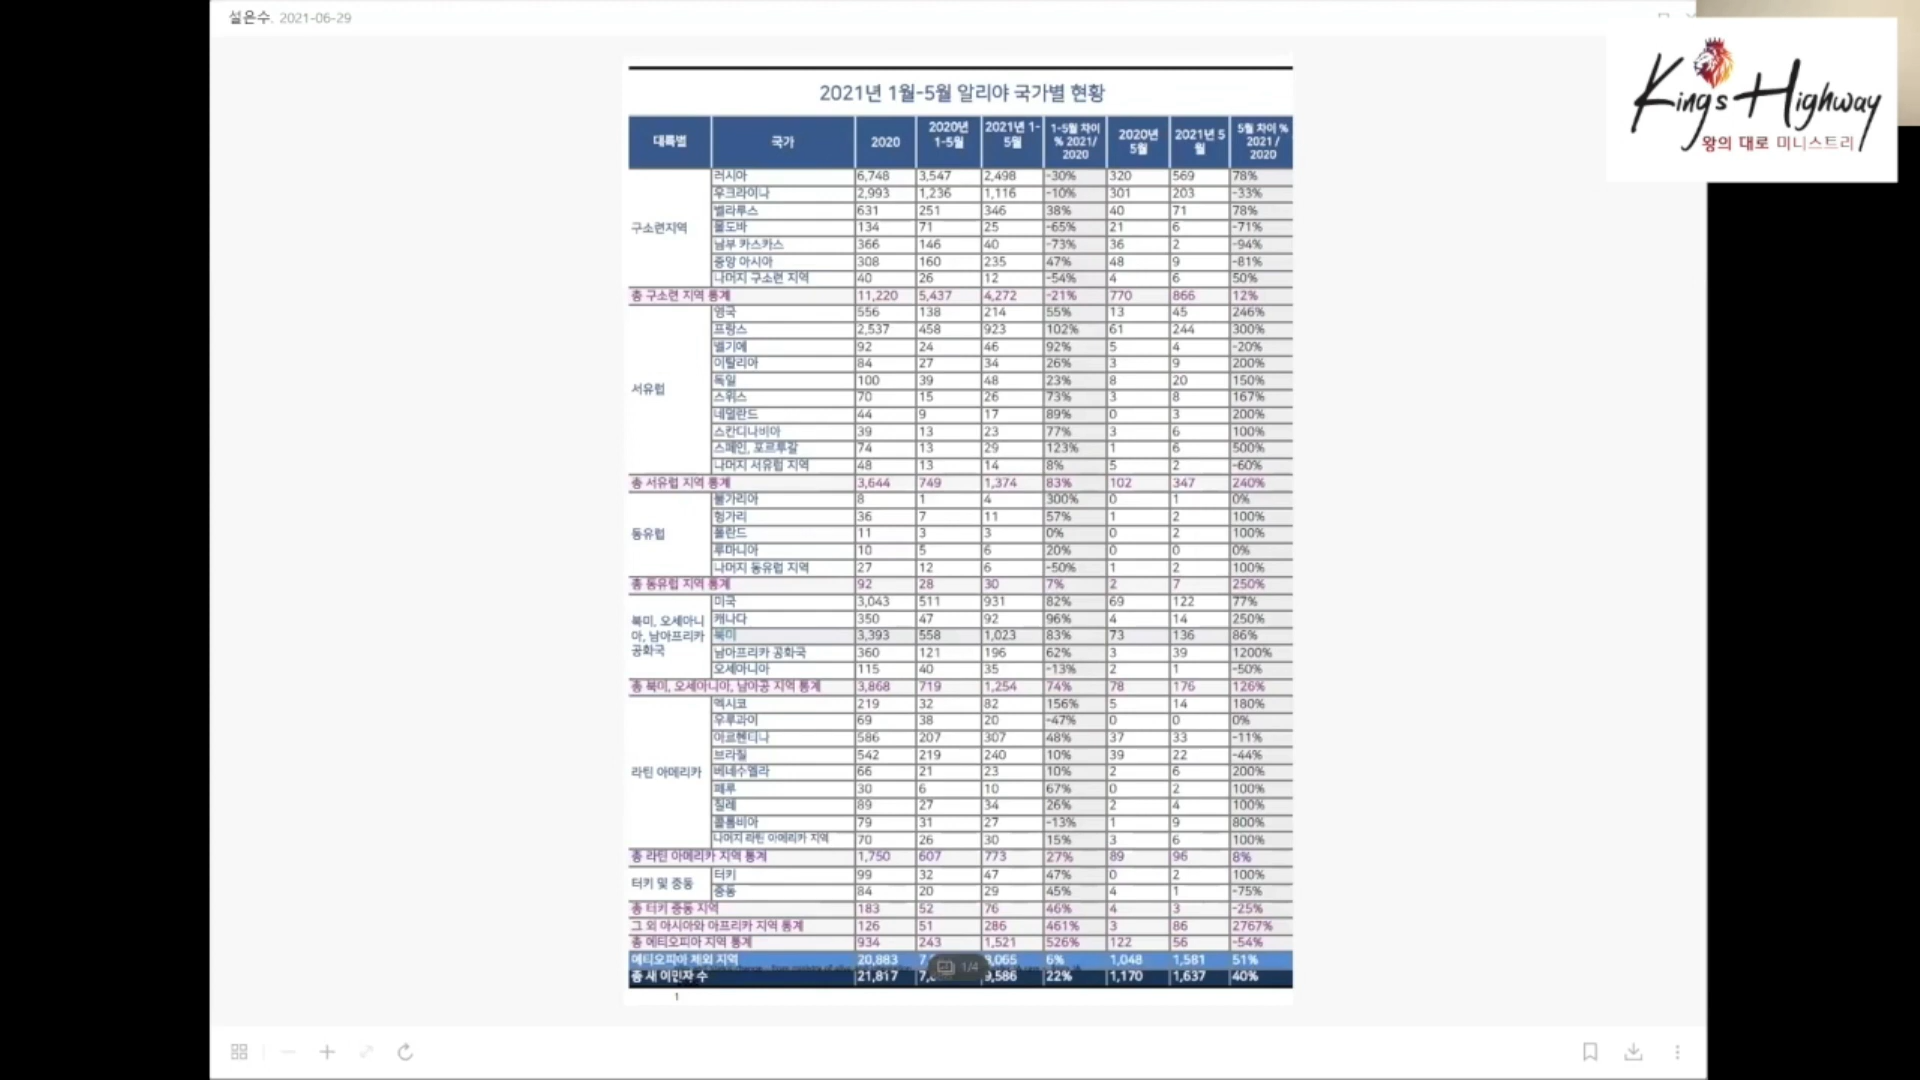 설은수. 2021-06-29
King's Highway
왕의 대로 미니스트리
2021년 1월-5월 알리야 국가별 현황
대륙별 국가 2020 2020년 1-5월 2021년 1-5월 1-5월 차이 % 2021/ 2020 2020년 5월 2021년 5월 5월 차이 % 2021 / 2020
구소련지역
러시아 6,748 3,547 2,498 -30% 320 569 78%
우크라이나 2,993 1,236 1,116 -10% 301 203 -33%
벨라루스 631 251 346 38% 40 71 78%
몰도바 134 71 25 -65% 21 6 -71%
남부 카스카스 366 146 40 -73% 36 2 -94%
중앙 아시아 308 160 235 47% 48 9 -81%
나머지 구소련 지역 40 26 12 -54% 4 6 50%
총 구소련 지역 통계 11,220 5,437 4,272 -21% 770 866 12%
서유럽
영국 556 138 214 55% 13 45 246%
프랑스 2,537 458 923 102% 61 244 300%
벨기에 92 24 46 92% 5 4 -20%
이탈리아 84 27 34 26% 3 9 200%
독일 100 39 48 23% 8 20 150%
스위스 70 15 26 73% 3 8 167%
네덜란드 44 9 17 89% 0 3 200%
스칸디나비아 39 13 23 77% 3 6 100%
스페인, 포르투갈 74 13 29 123% 1 6 500%
나머지 서유럽 지역 48 13 14 8% 5 2 -60%
총 서유럽 지역 통계 3,644 749 1,374 83% 102 347 240%
동유럽
불가리아 8 1 4 300% 0 1 0%
헝가리 36 7 11 57% 1 2 100%
폴란드 11 3 3 0% 0 2 100%
루마니아 10 5 6 20% 0 0 0%
나머지 동유럽 지역 27 12 6 -50% 1 2 100%
총 동유럽 지역 통계 92 28 30 7% 2 7 250%
북미, 오세아니아, 남아프리카 공화국
미국 3,043 511 931 82% 69 122 77%
캐나다 350 47 92 96% 4 14 250%
북미 3,393 558 1,023 83% 73 136 86%
남아프리카 공화국 360 121 196 62% 3 39 1200%
오세아니아 115 40 35 -13% 2 1 -50%
총 북미, 오세아니아, 남아공 지역 통계 3,868 719 1,254 74% 78 176 126%
라틴 아메리카
멕시코 219 32 82 156% 5 14 180%
우루과이 69 38 20 -47% 0 0 0%
아르헨티나 586 207 307 48% 37 33 -11%
브라질 542 219 240 10% 39 22 -44%
베네수엘라 66 21 23 10% 2 6 200%
페루 30 6 10 67% 0 2 100%
칠레 89 27 34 26% 2 4 100%
콜롬비아 79 31 27 -13% 1 9 800%
나머지 라틴 아메리카 지역 70 26 30 15% 3 6 100%
총 라틴 아메리카 지역 통계 1,750 607 773 27% 89 96 8%
터키 및 중동
터키 99 32 47 47% 0 2 100%
중동 84 20 29 45% 4 1 -75%
총 터키 중동 지역 183 52 76 46% 4 3 -25%
그 외 아시아와 아프리카 지역 통계 126 51 286 461% 3 86 2767%
총 에티오피아 지역 통계 934 243 1,521 526% 122 56 -54%
에티오피아 제외 지역 20,883 8,065 6% 1,048 1,581 51%
총 새 이민자 수 21,817 9,586 22% 1,170 1,637 40%
1/4
1